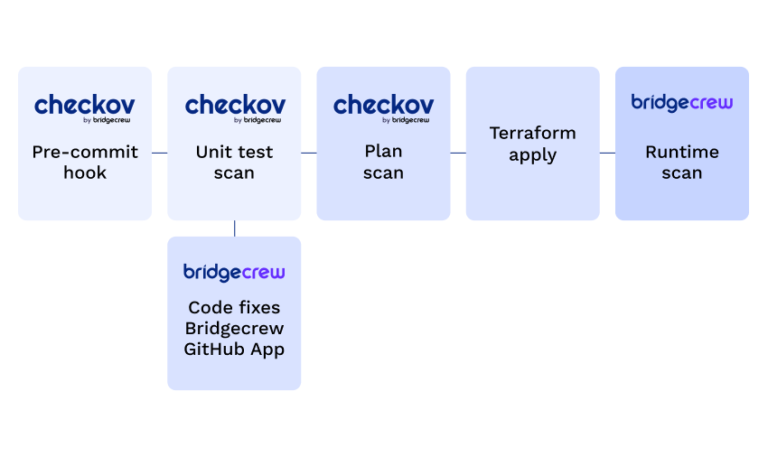 checkov
by bridgecrew
Pre-commit
hook
checkov
by bridgecrew
Unit test
scan
checkov
by bridgecrew
Plan
scan
Terraform
apply
bridgecrew
Runtime
scan
bridgecrew
Code fixes
Bridgecrew
GitHub App